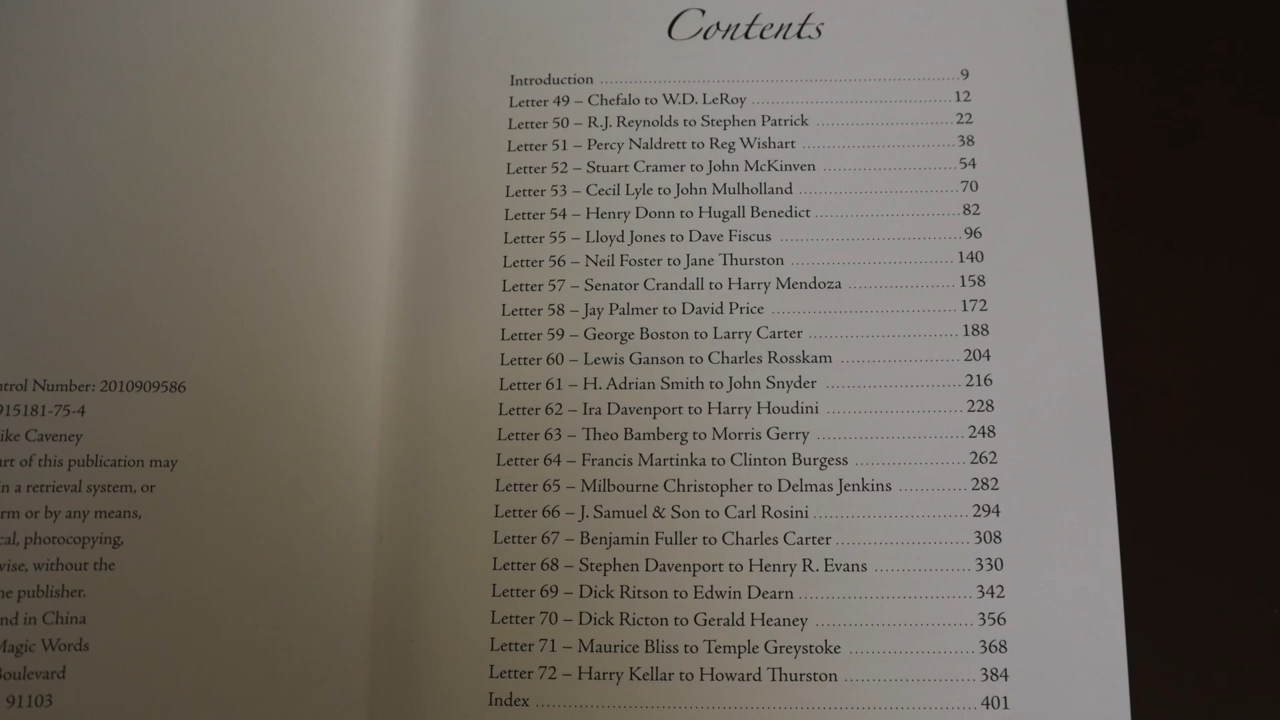 ntrol Number: 2010909586
915181-75-4
ike Caveney
art of this publication may
in a retrieval system, or
rm or by any means,
cal, photocopying,
wise, without the
he publisher.
nd in China
Magic Words
Boulevard
91103
Contents
Introduction ........................ 9
Letter 49 – Chefalo to W.D. LeRoy ........................ 12
Letter 50 – R.J. Reynolds to Stephen Patrick ........................ 22
Letter 51 – Percy Naldrett to Reg Wishart ........................ 38
Letter 52 – Stuart Cramer to John McKinven ........................ 54
Letter 53 – Cecil Lyle to John Mulholland ........................ 70
Letter 54 – Henry Donn to Hugall Benedict ........................ 82
Letter 55 – Lloyd Jones to Dave Fiscus ........................ 96
Letter 56 – Neil Foster to Jane Thurston ........................ 140
Letter 57 – Senator Crandall to Harry Mendoza ........................ 158
Letter 58 – Jay Palmer to David Price ........................ 172
Letter 59 – George Boston to Larry Carter ........................ 188
Letter 60 – Lewis Ganson to Charles Rosskam ........................ 204
Letter 61 – H. Adrian Smith to John Snyder ........................ 216
Letter 62 – Ira Davenport to Harry Houdini ........................ 228
Letter 63 – Theo Bamberg to Morris Gerry ........................ 248
Letter 64 – Francis Martinka to Clinton Burgess ........................ 262
Letter 65 – Milbourne Christopher to Delmas Jenkins ........................ 282
Letter 66 – J. Samuel & Son to Carl Rosini ........................ 294
Letter 67 – Benjamin Fuller to Charles Carter ........................ 308
Letter 68 – Stephen Davenport to Henry R. Evans ........................ 330
Letter 69 – Dick Ritson to Edwin Dearn ........................ 342
Letter 70 – Dick Ricton to Gerald Heaney ........................ 356
Letter 71 – Maurice Bliss to Temple Greystoke ........................ 368
Letter 72 – Harry Kellar to Howard Thurston ........................ 384
Index ........................ 401